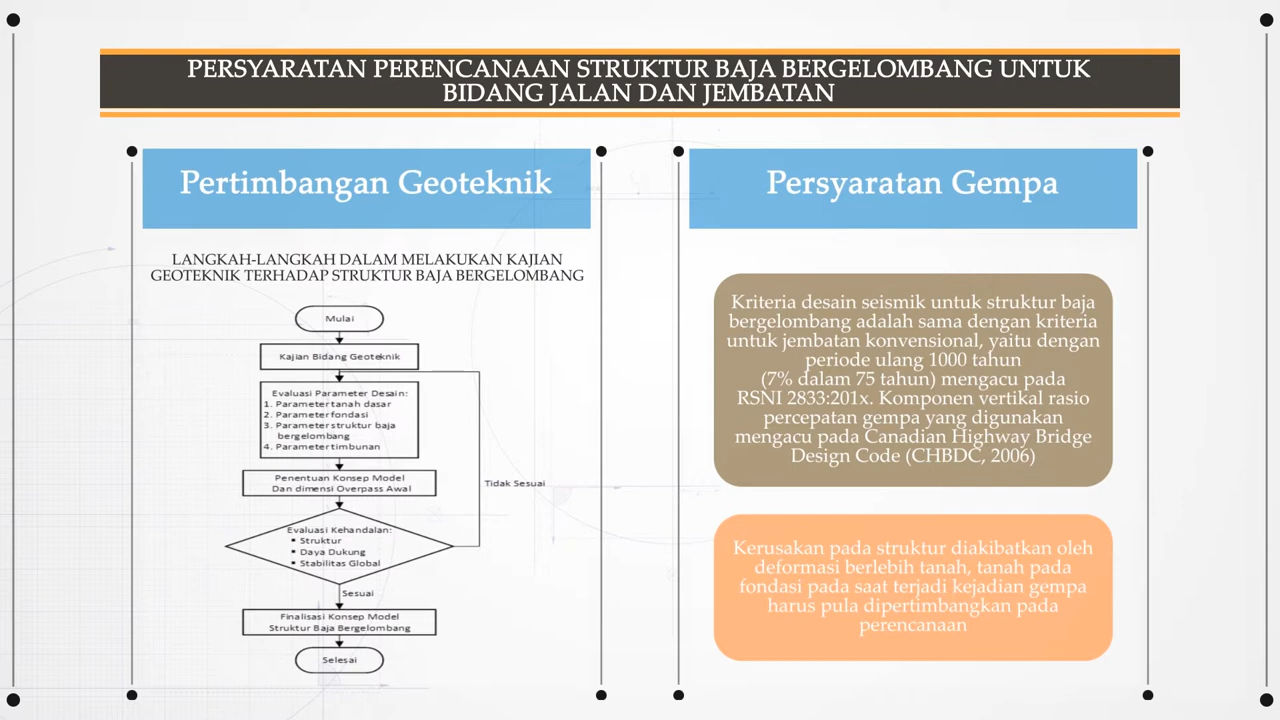 PERSYARATAN PERENCANAAN STRUKTUR BAJA BERGELOMBANG UNTUK
BIDANG JALAN DAN JEMBATAN
Pertimbangan Geoteknik
LANGKAH-LANGKAH DALAM MELAKUKAN KAJIAN
GEOTEKNIK TERHADAP STRUKTUR BAJA BERGELOMBANG
Mulai
Kajian Bidang Geoteknik
Evaluasi Parameter Desain:
1. Parameter tanah dasar
2. Parameter fondasi
3. Parameter struktur baja
bergelombang
4. Parameter timbunan
Penentuan Konsep Model
Dan dimensi Overpass Awal
Tidak Sesuai
Evaluasi Kehandalan:
▪ Struktur
▪ Daya Dukung
▪ Stabilitas Global
Sesuai
Finalisasi Konsep Model
Struktur Baja Bergelombang
Selesai
Persyaratan Gempa
Kriteria desain seismik untuk struktur baja
bergelombang adalah sama dengan kriteria
untuk jembatan konvensional, yaitu dengan
periode ulang 1000 tahun
(7% dalam 75 tahun) mengacu pada
RSNI 2833:201x. Komponen vertikal rasio
percepatan gempa yang digunakan
mengacu pada Canadian Highway Bridge
Design Code (CHBDC, 2006)
Kerusakan pada struktur diakibatkan oleh
deformasi berlebih tanah, tanah pada
fondasi pada saat terjadi kejadian gempa
harus pula dipertimbangkan pada
perencanaan